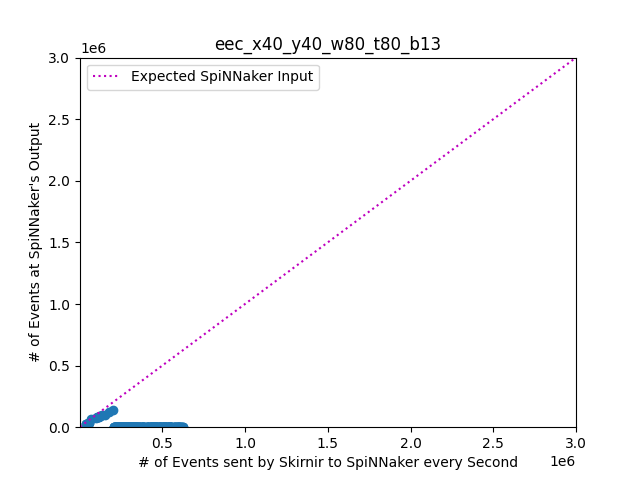 eec_x40_y40_w80_t80_b13
1e6
3.0
Expected SpiNNaker Input
2.5
2.0
1.5
1.0
0.5
0.0
# of Events at SpiNNaker's Output
0.5 1.0 1.5 2.0 2.5 3.0
# of Events sent by Skirnir to SpiNNaker every Second
1e6